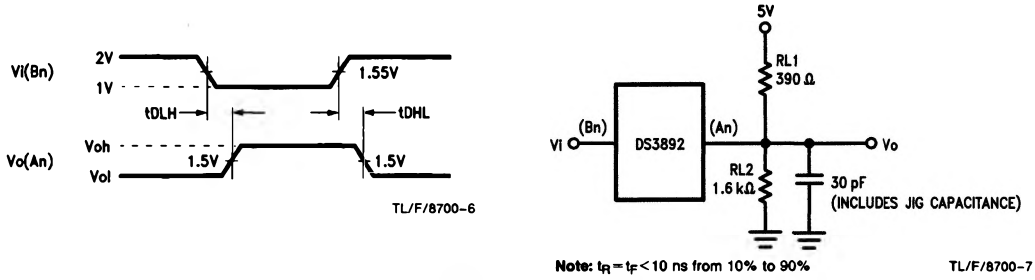 2V
Vi(Bn)
1.55V
1V
tDLH
tDHL
Voh
Vo(An)
1.5V
1.5V
Vol
TL/F/8700-6
5V
RL1
390 Ω
(Bn)
(An)
Vi
DS3892
Vo
RL2
1.6 kΩ
30 pF
(INCLUDES JIG CAPACITANCE)
Note: tR = tF < 10 ns from 10% to 90%
TL/F/8700-7